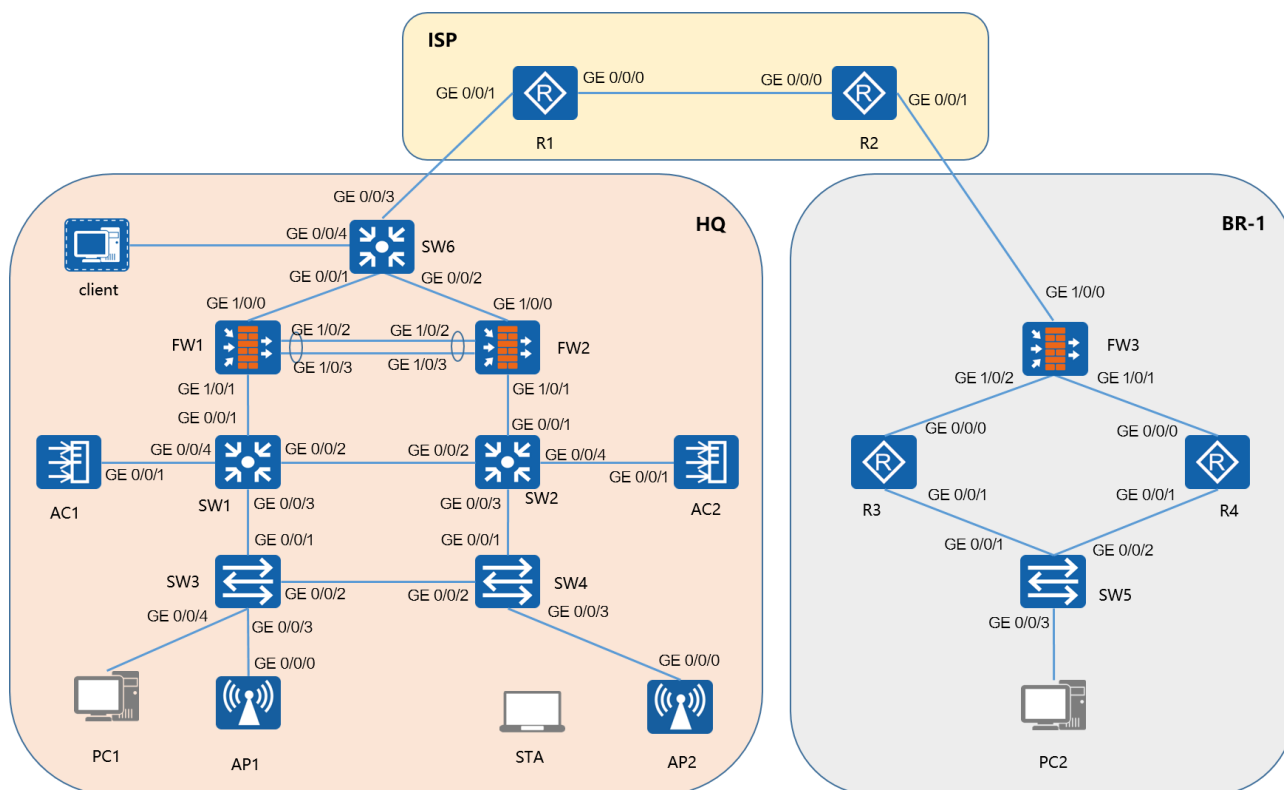 ISP
GE 0/0/1
GE 0/0/0
GE 0/0/0
GE 0/0/1
R1
R2
GE 0/0/3
HQ
BR-1
GE 0/0/4
SW6
client
GE 0/0/1
GE 0/0/2
GE 1/0/0
GE 1/0/0
GE 1/0/0
FW1
GE 1/0/2
GE 1/0/2
FW2
FW3
GE 1/0/3
GE 1/0/3
GE 1/0/1
GE 1/0/1
GE 1/0/2
GE 1/0/1
GE 0/0/1
GE 0/0/1
GE 0/0/0
GE 0/0/0
GE 0/0/4
GE 0/0/2
GE 0/0/2
GE 0/0/4
GE 0/0/1
GE 0/0/1
AC1
SW1
SW2
AC2
GE 0/0/3
GE 0/0/3
GE 0/0/1
GE 0/0/1
R3
R4
GE 0/0/1
GE 0/0/1
GE 0/0/1
GE 0/0/2
SW3
GE 0/0/2
GE 0/0/2
SW4
SW5
GE 0/0/4
GE 0/0/3
GE 0/0/3
GE 0/0/3
GE 0/0/0
GE 0/0/0
PC1
AP1
STA
AP2
PC2